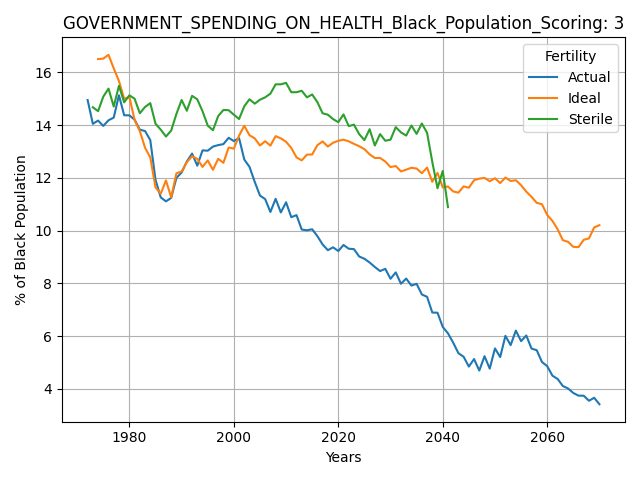 GOVERNMENT_SPENDING_ON_HEALTH_Black_Population_Scoring: 3
Fertility
Actual
Ideal
Sterile
% of Black Population
16
14
12
10
8
6
4
1980
2000
2020
2040
2060
Years